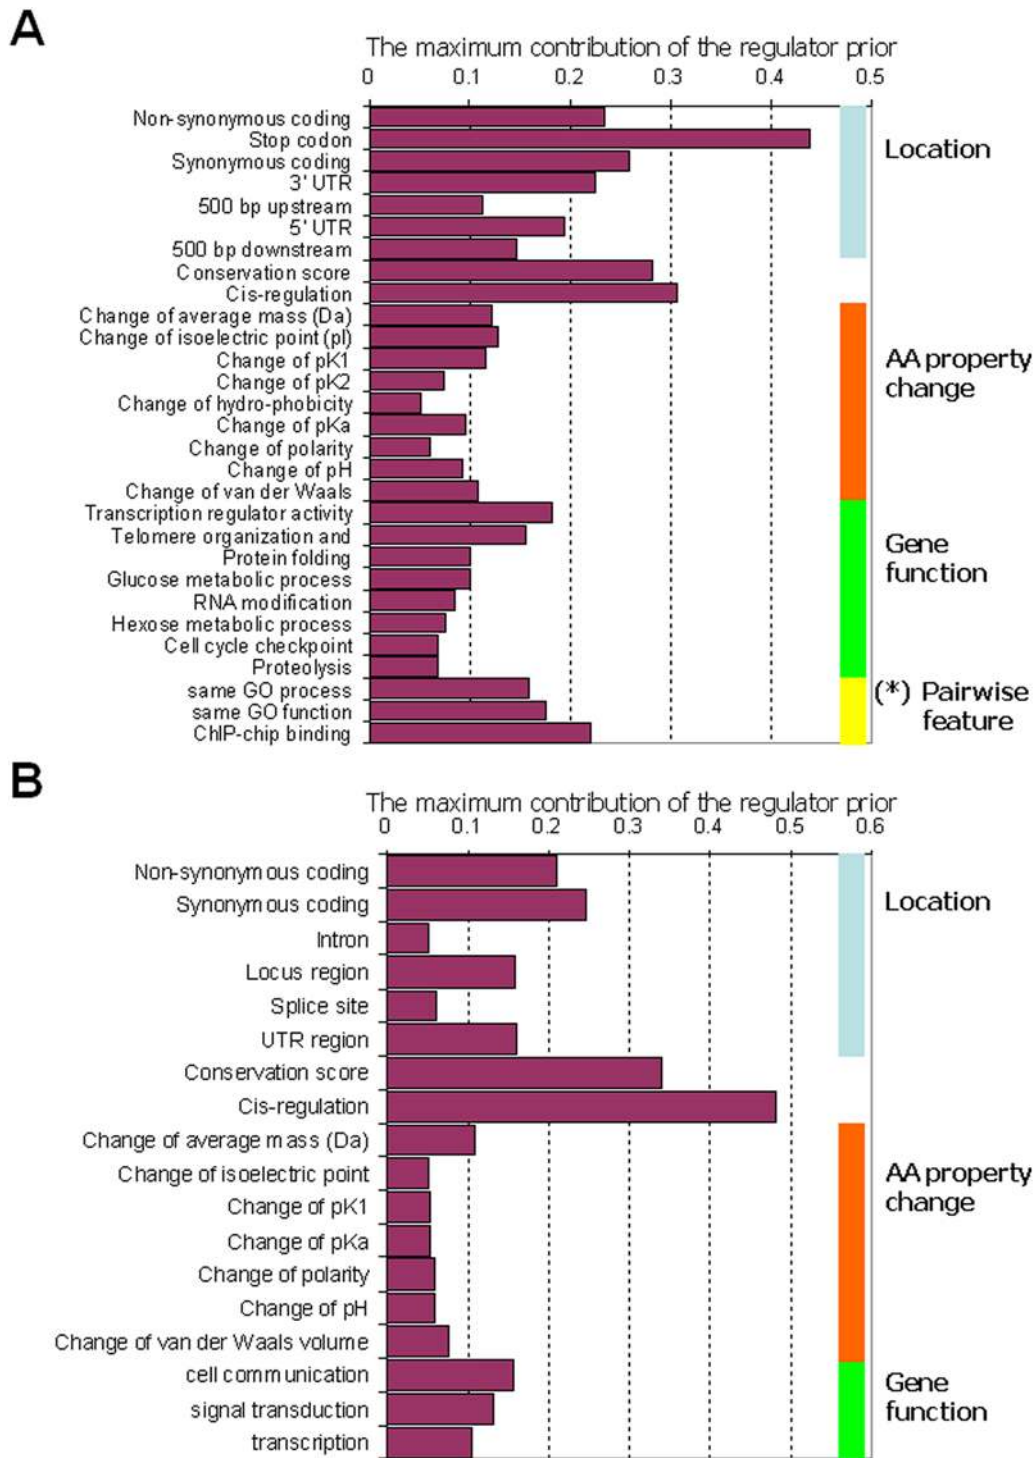 A
The maximum contribution of the regulator prior
0 0.1 0.2 0.3 0.4 0.5
Non-synonymous coding
Stop codon
Synonymous coding
3' UTR
500 bp upstream
5' UTR
500 bp downstream
Conservation score
Cis-regulation
Change of average mass (Da)
Change of isoelectric point (pI)
Change of pK1
Change of pK2
Change of hydro-phobicity
Change of pKa
Change of polarity
Change of pH
Change of van der Waals
Transcription regulator activity
Telomere organization and
Protein folding
Glucose metabolic process
RNA modification
Hexose metabolic process
Cell cycle checkpoint
Proteolysis
same GO process
same GO function
ChIP-chip binding
Location
AA property
change
Gene
function
(*) Pairwise
feature
B
The maximum contribution of the regulator prior
0 0.1 0.2 0.3 0.4 0.5 0.6
Non-synonymous coding
Synonymous coding
Intron
Locus region
Splice site
UTR region
Conservation score
Cis-regulation
Change of average mass (Da)
Change of isoelectric point
Change of pK1
Change of pKa
Change of polarity
Change of pH
Change of van der Waals volume
cell communication
signal transduction
transcription
Location
AA property
change
Gene
function